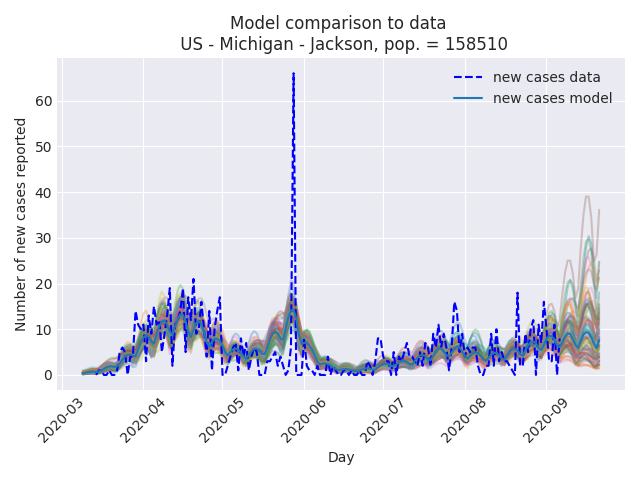 Model comparison to data
US - Michigan - Jackson, pop. = 158510
new cases data
new cases model
Number of new cases reported
60
50
40
30
20
10
0
2020-03
2020-04
2020-05
2020-06
2020-07
2020-08
2020-09
Day